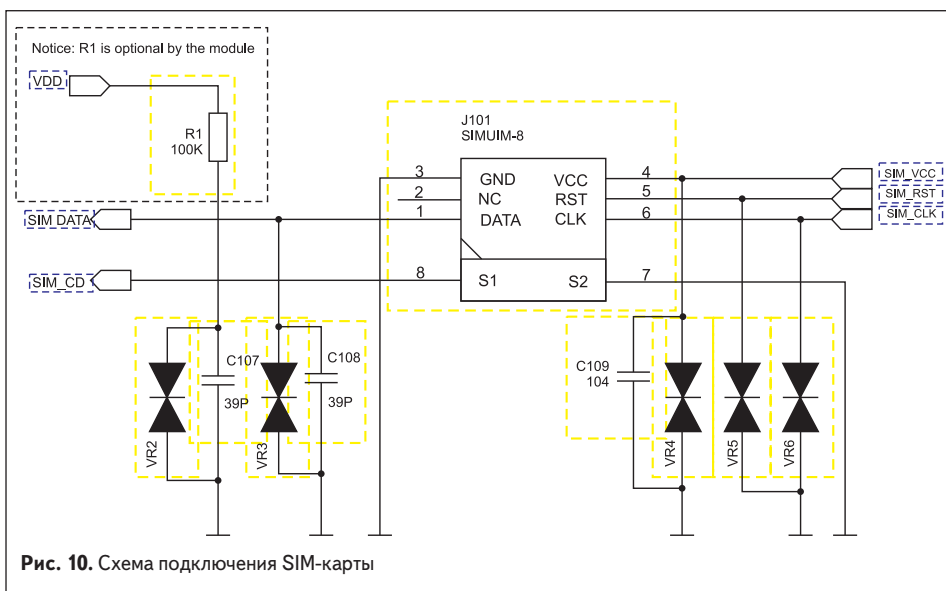 Notice: R1 is optional by the module
VDD
R1
100K
J101
SIMUIM-8
3
GND
VCC
4
SIM_VCC
2
NC
RST
5
SIM_RST
SIM DATA
1
DATA
CLK
6
SIM_CLK
SIM_CD
8
S1
S2
7
C107
39P
C108
39P
C109
104
VR2
VR3
VR4
VR5
VR6
Рис. 10. Схема подключения SIM-карты